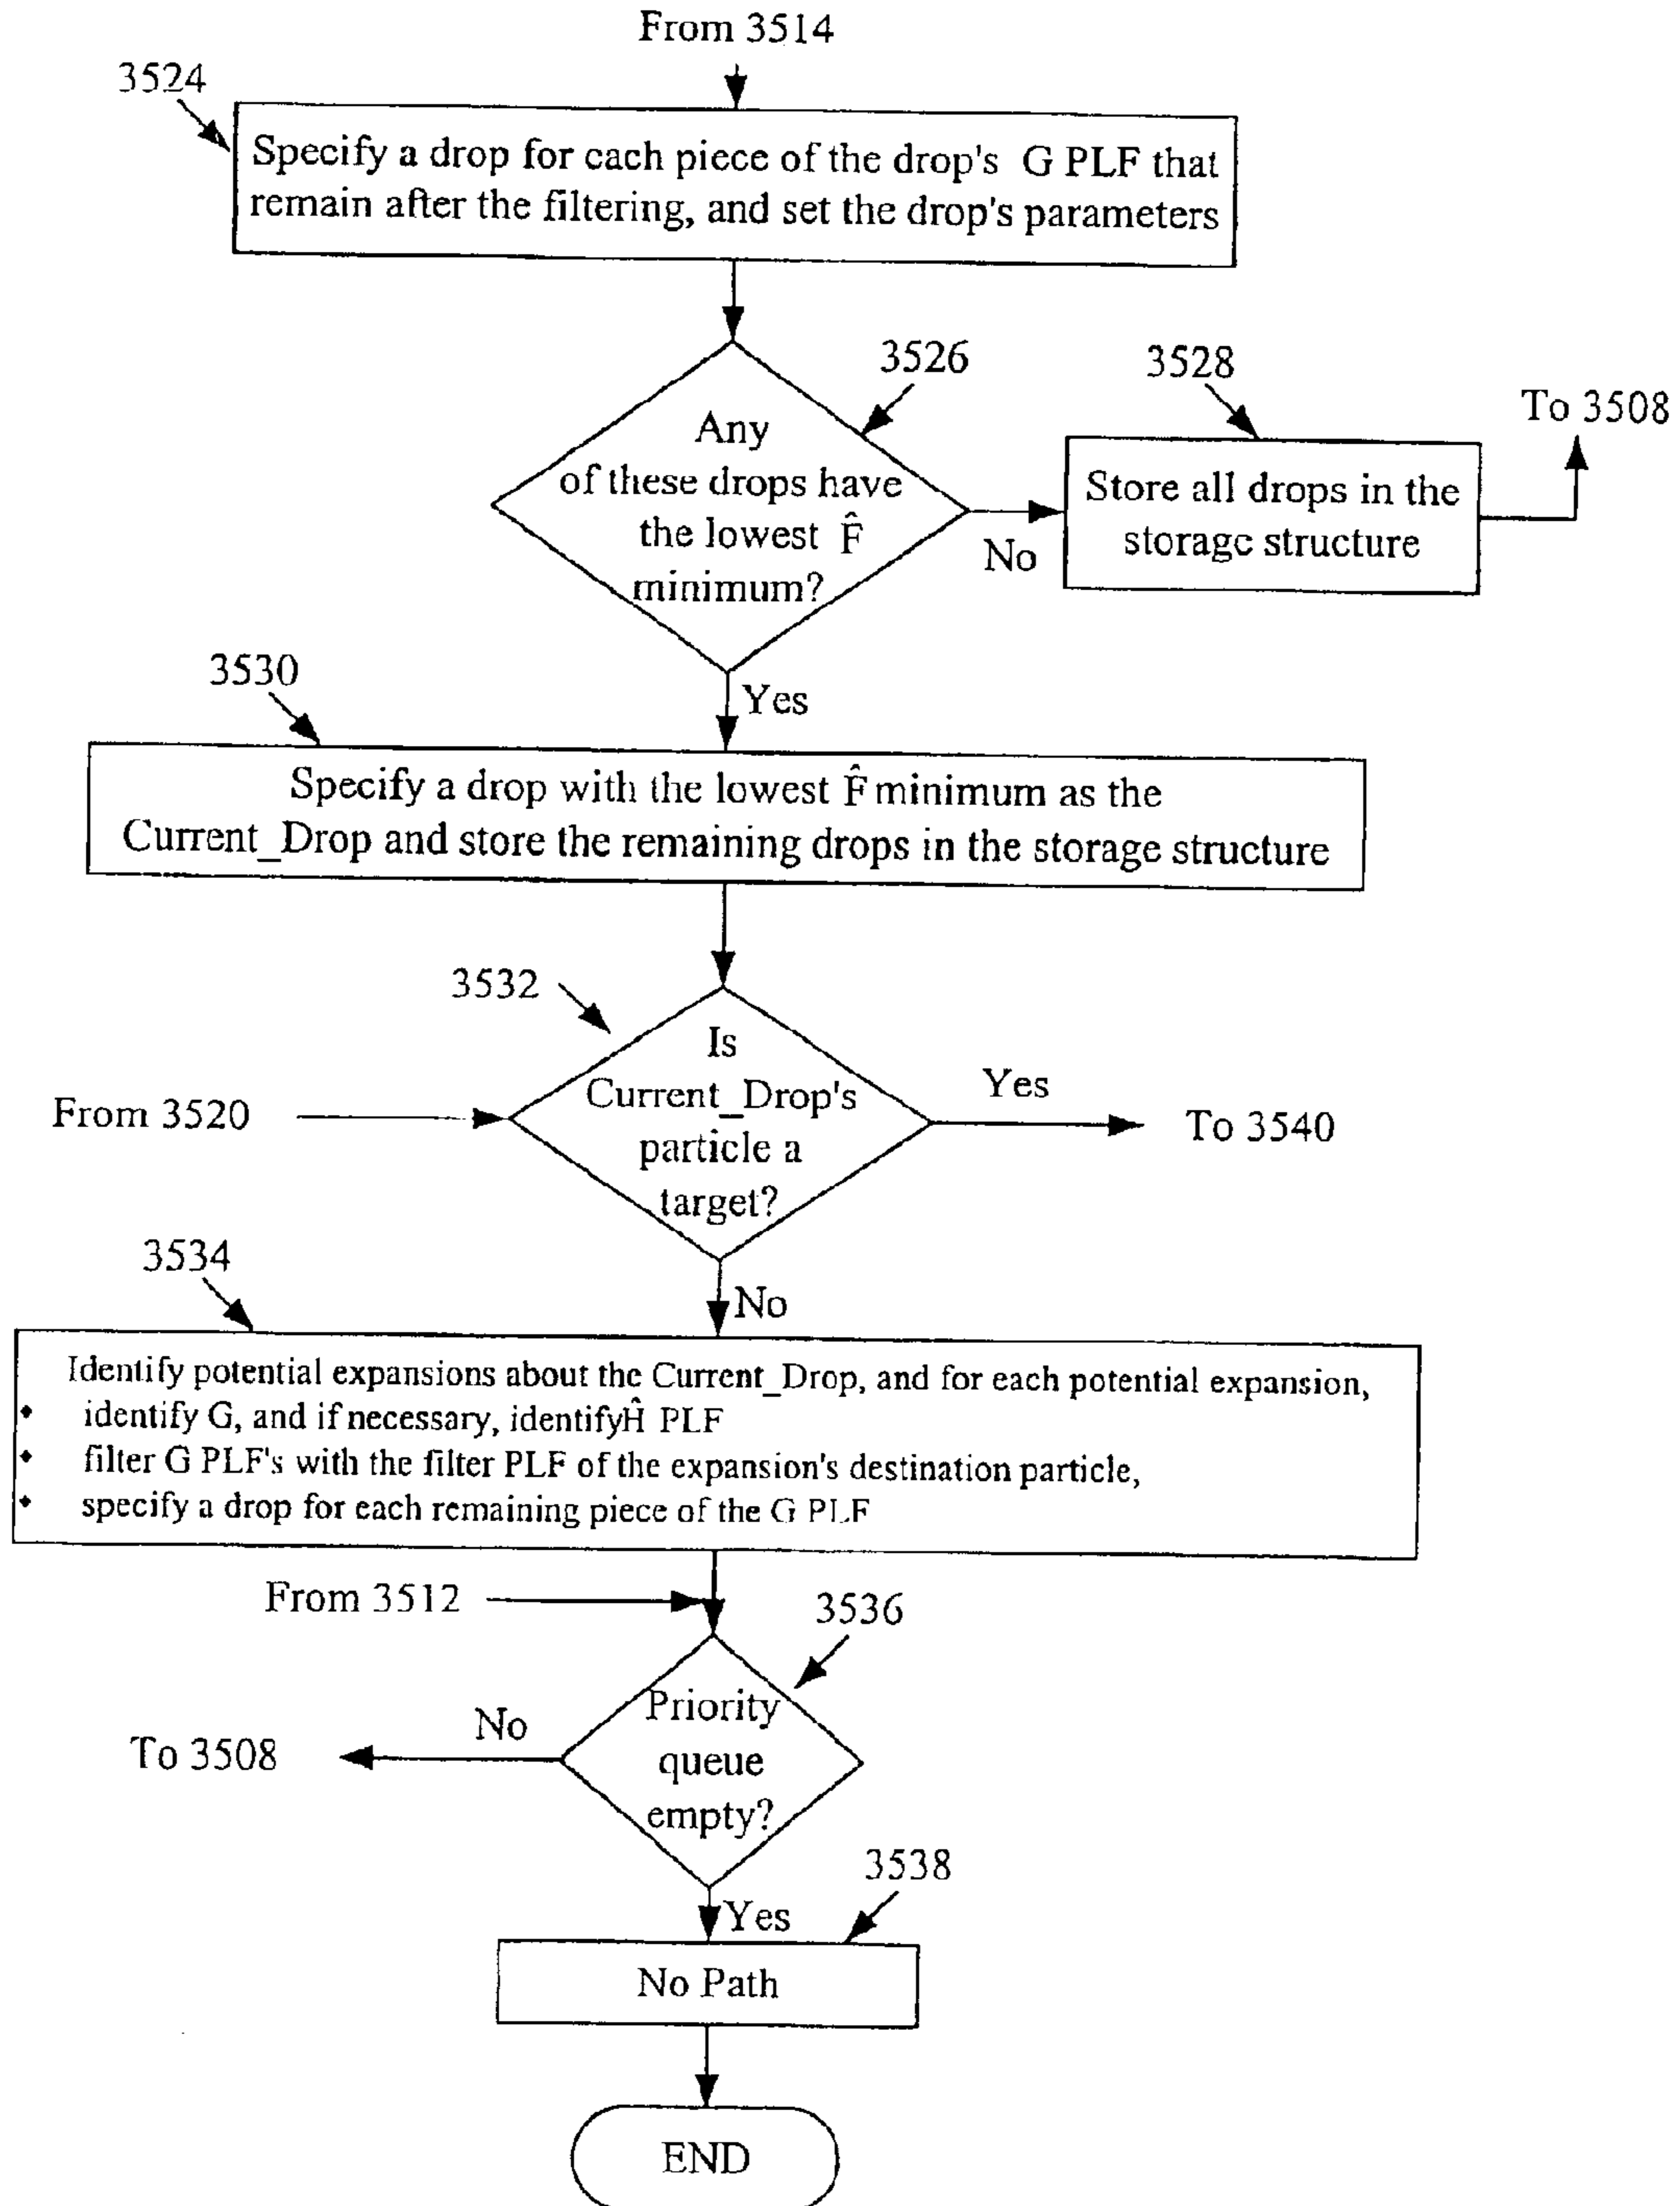 From 3514
3524
Specify a drop for each piece of the drop's G PLF that
remain after the filtering, and set the drop's parameters
3526
3528
To 3508
Any
of these drops have
the lowest F̂
minimum?
No
Store all drops in the
storage structure
Yes
3530
Specify a drop with the lowest F̂ minimum as the
Current_Drop and store the remaining drops in the storage structure
3532
Is
Current_Drop's
particle a
target?
Yes
From 3520
To 3540
No
3534
Identify potential expansions about the Current_Drop, and for each potential expansion,
• identify G, and if necessary, identifyĤ PLF
• filter G PLF's with the filter PLF of the expansion's destination particle,
• specify a drop for each remaining piece of the G PLF
From 3512
3536
Priority
queue
empty?
No
To 3508
3538
Yes
No Path
END